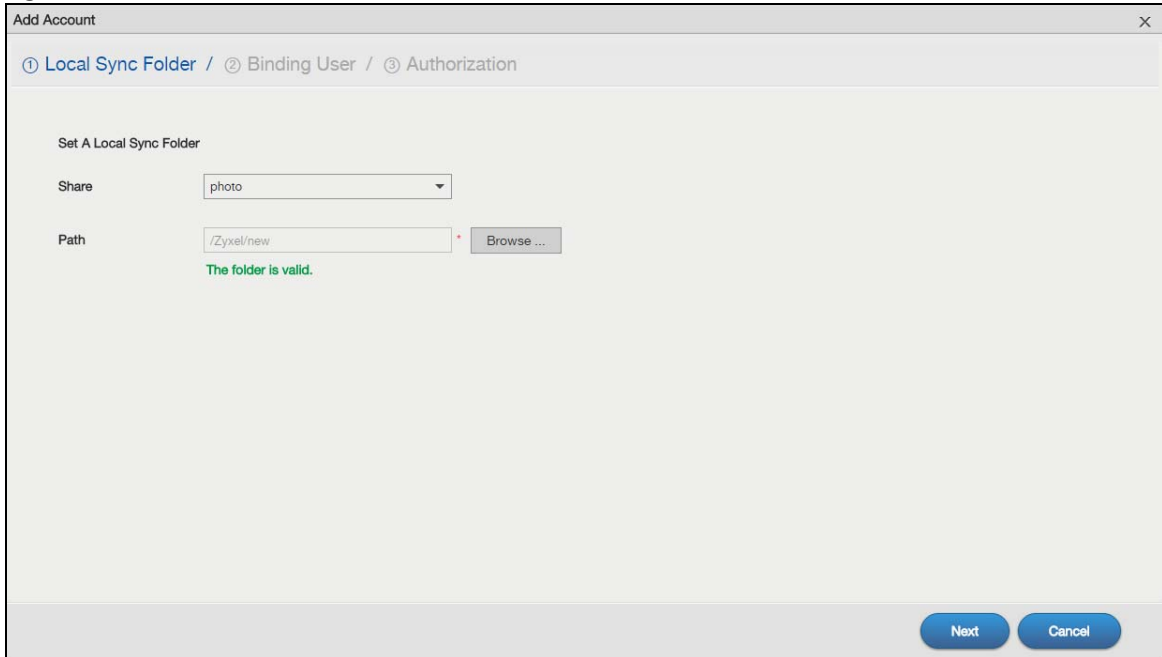 Add Account
① Local Sync Folder / ② Binding User / ③ Authorization
Set A Local Sync Folder
Share photo
Path /Zyxel/new * Browse ...
The folder is valid.
Next Cancel